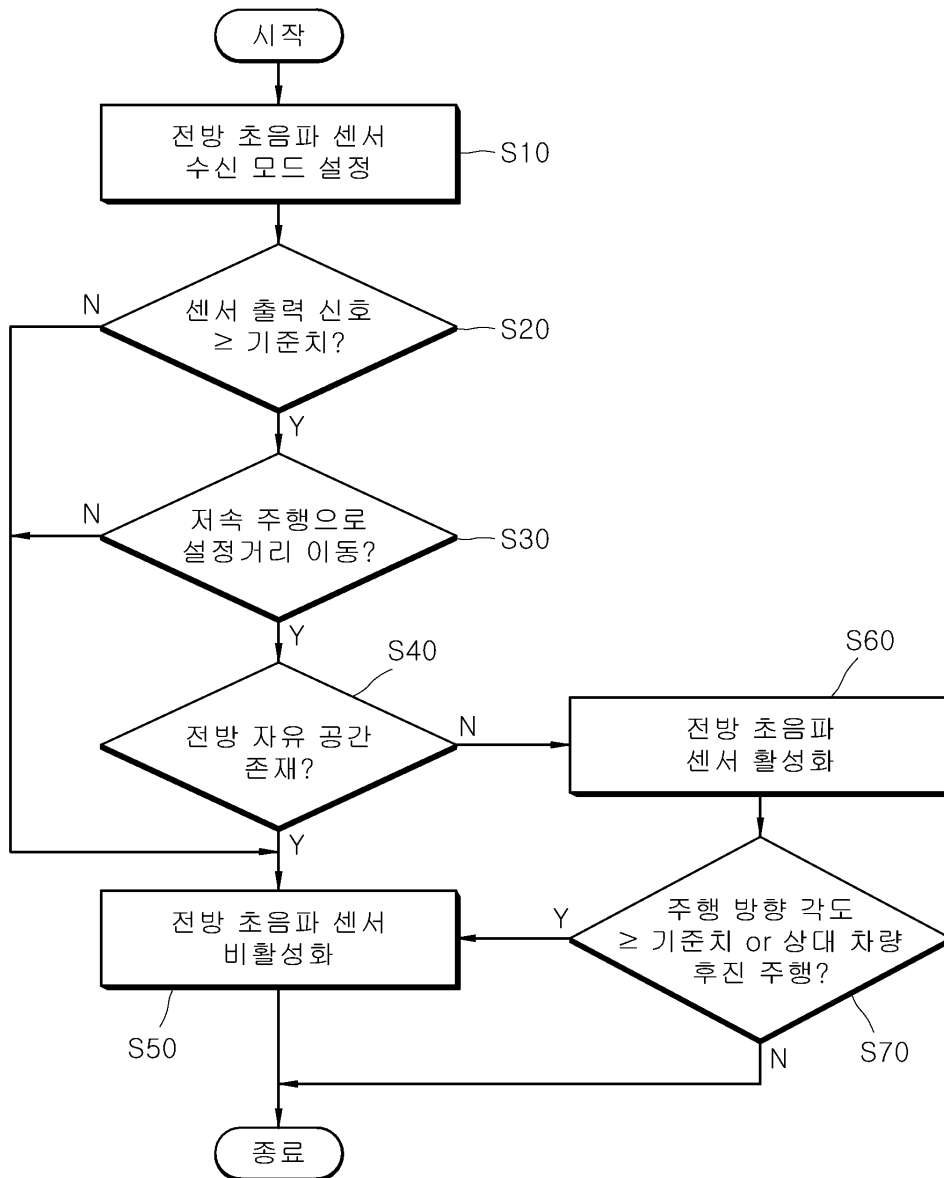 시작
전방 초음파 센서
수신 모드 설정
S10
N
센서 출력 신호
≥ 기준치?
S20
Y
N
저속 주행으로
설정거리 이동?
S30
Y
S40
S60
전방 자유 공간
존재?
N
전방 초음파
센서 활성화
Y
전방 초음파 센서
비활성화
Y
주행 방향 각도
≥ 기준치 or 상대 차량
후진 주행?
S50
S70
N
종료